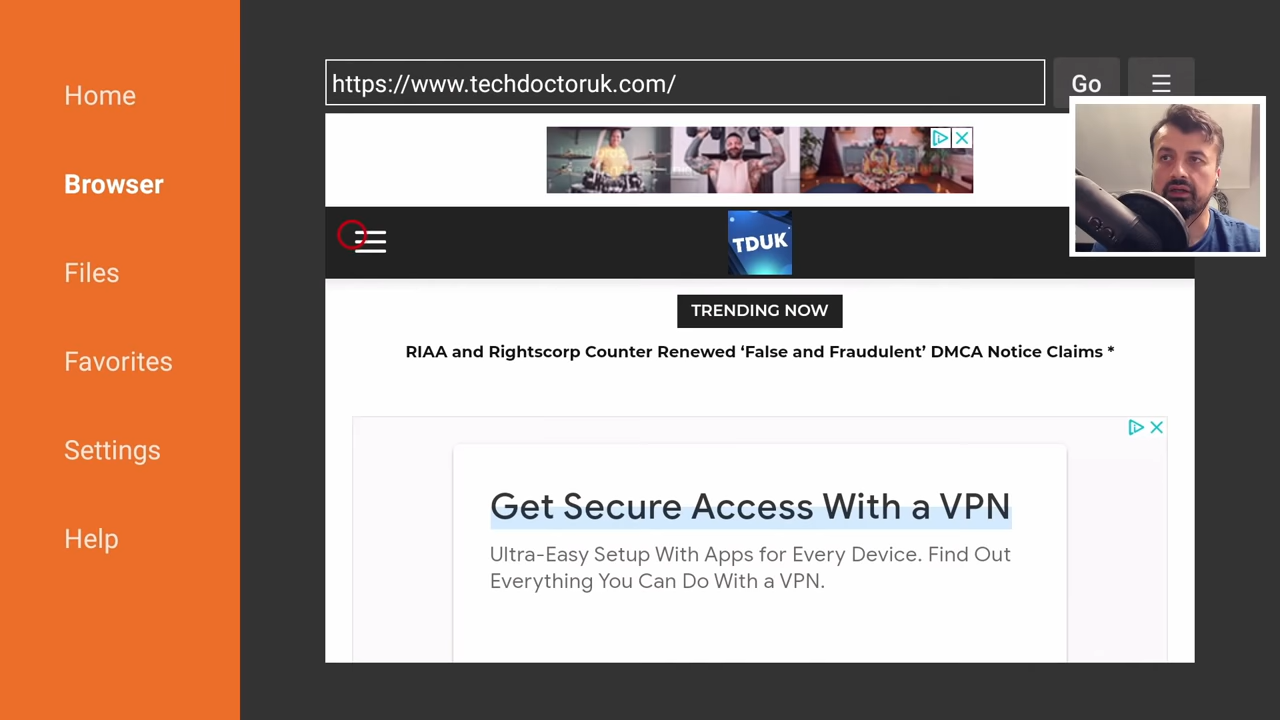 Home
Browser
Files
Favorites
Settings
Help
https://www.techdoctoruk.com/
Go
TDUK
TRENDING NOW
RIAA and Rightscorp Counter Renewed ‘False and Fraudulent’ DMCA Notice Claims *
Get Secure Access With a VPN
Ultra-Easy Setup With Apps for Every Device. Find Out
Everything You Can Do With a VPN.